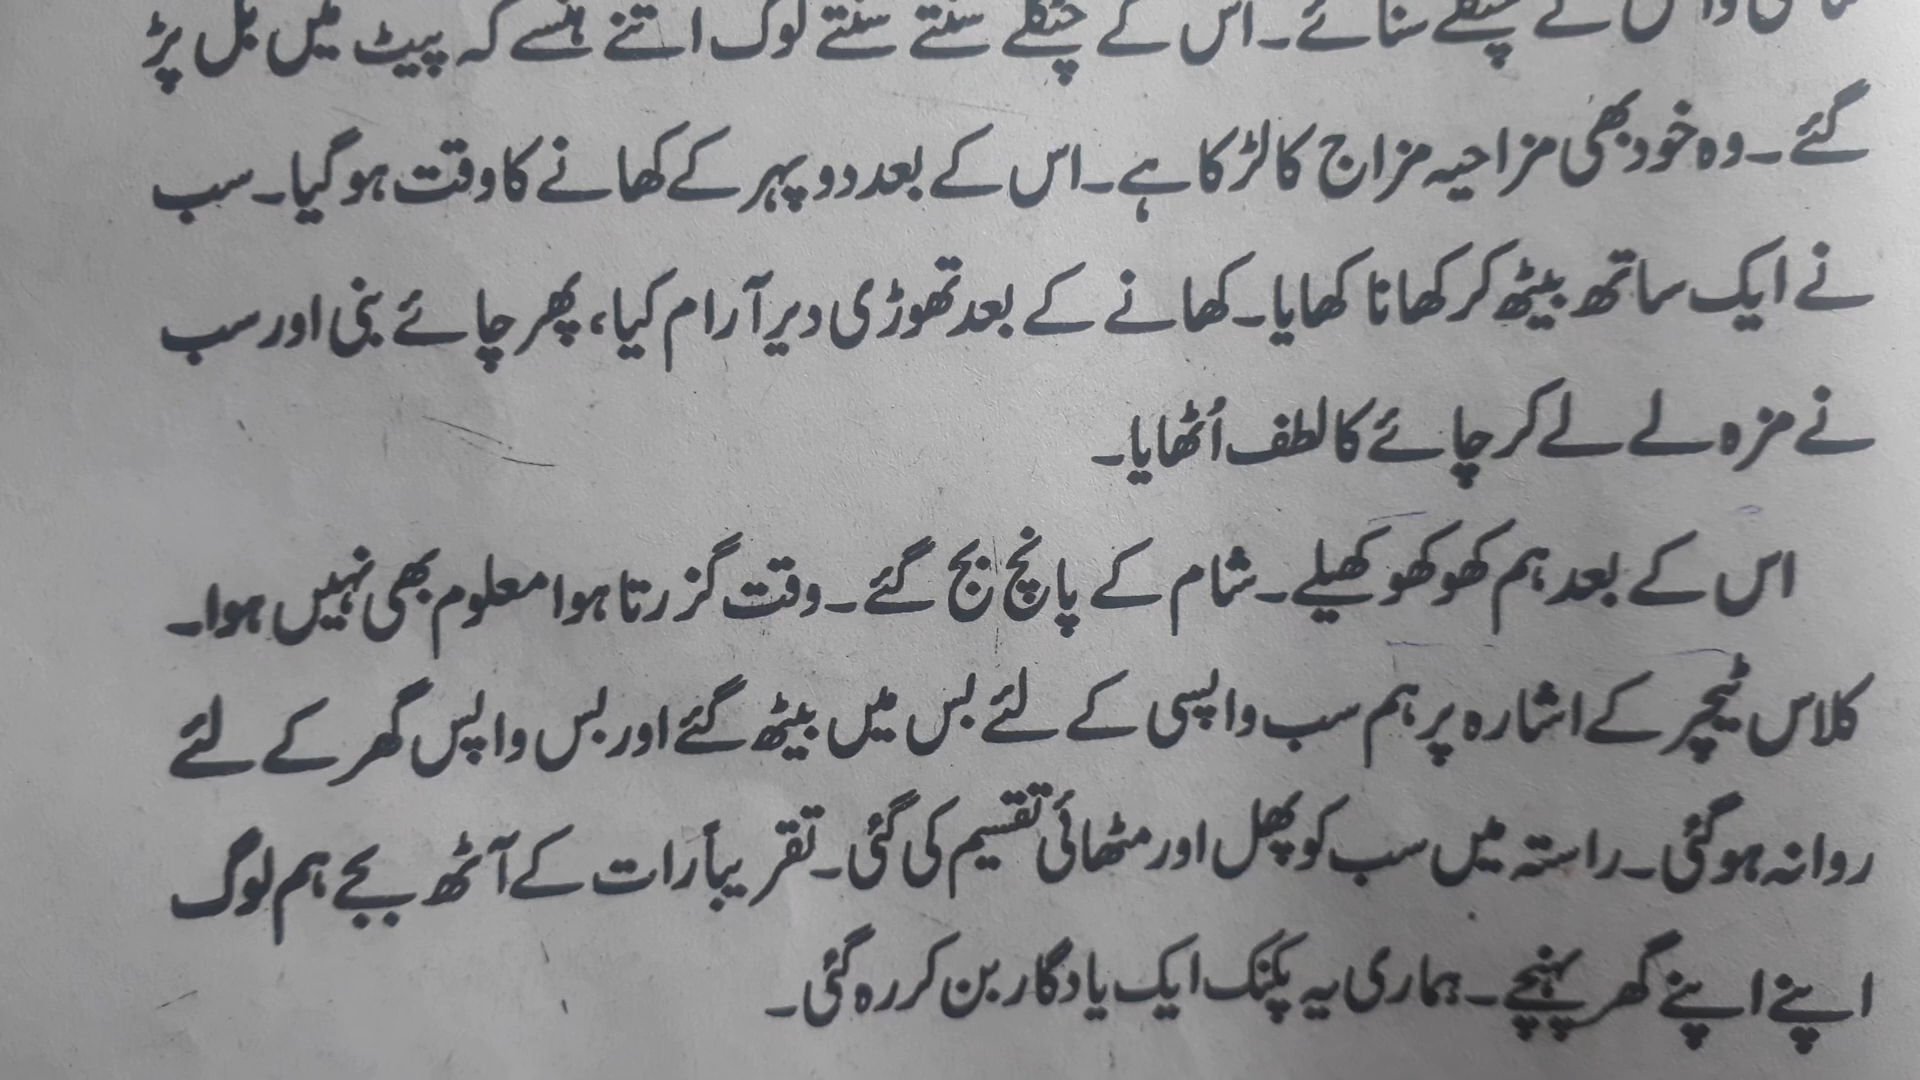 کے چٹکلے سنائے۔ اس کے چٹکلے سنتے سنتے لوگ اتنے ہنسے کہ پیٹ میں بل پڑ
گئے۔ وہ خود بھی مزاحیہ مزاج کا لڑکا ہے۔ اس کے بعد دوپہر کے کھانے کا وقت ہو گیا۔ سب
نے ایک ساتھ بیٹھ کر کھانا کھایا۔ کھانے کے بعد تھوڑی دیر آرام کیا، پھر چائے بنی اور سب
نے مزہ لے لے کر چائے کا لطف اُٹھایا۔
اس کے بعد ہم کھو کھو کھیلے۔ شام کے پانچ بج گئے۔ وقت گزرتا ہوا معلوم بھی نہیں ہوا۔
کلاس ٹیچر کے اشارہ پر ہم سب واپسی کے لئے بس میں بیٹھ گئے اور بس واپس گھر کے لئے
روانہ ہو گئی۔ راستہ میں سب کو پھل اور مٹھائی تقسیم کی گئی۔ تقریباً رات کے آٹھ بجے ہم لوگ
اپنے اپنے گھر پہنچے۔ ہماری یہ پکنک ایک یادگار بن کر رہ گئی۔